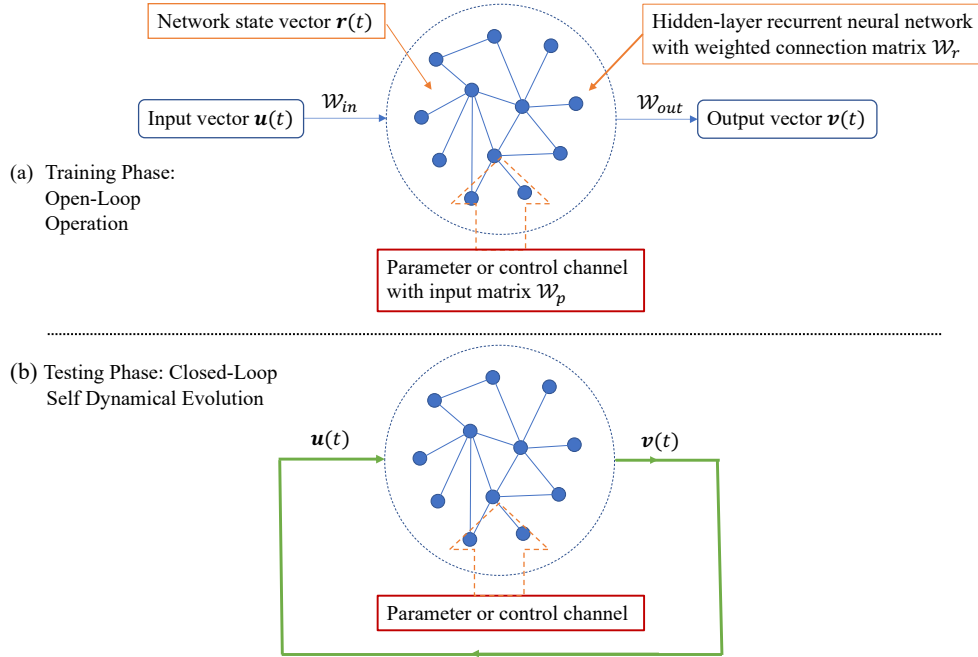 Network state vector 𝒓(t)
Hidden-layer recurrent neural network
with weighted connection matrix 𝒲ᵣ
Input vector 𝒖(t)
𝒲ᵢₙ
𝒲ₒᵤₜ
Output vector 𝒗(t)
(a) Training Phase:
Open-Loop
Operation
Parameter or control channel
with input matrix 𝒲ₚ
(b) Testing Phase: Closed-Loop
Self Dynamical Evolution
𝒖(t)
𝒗(t)
Parameter or control channel